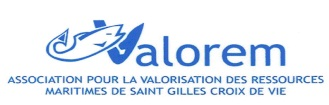 Valorem
ASSOCIATION POUR LA VALORISATION DES RESSOURCES
MARITIMES DE SAINT GILLES CROIX DE VIE